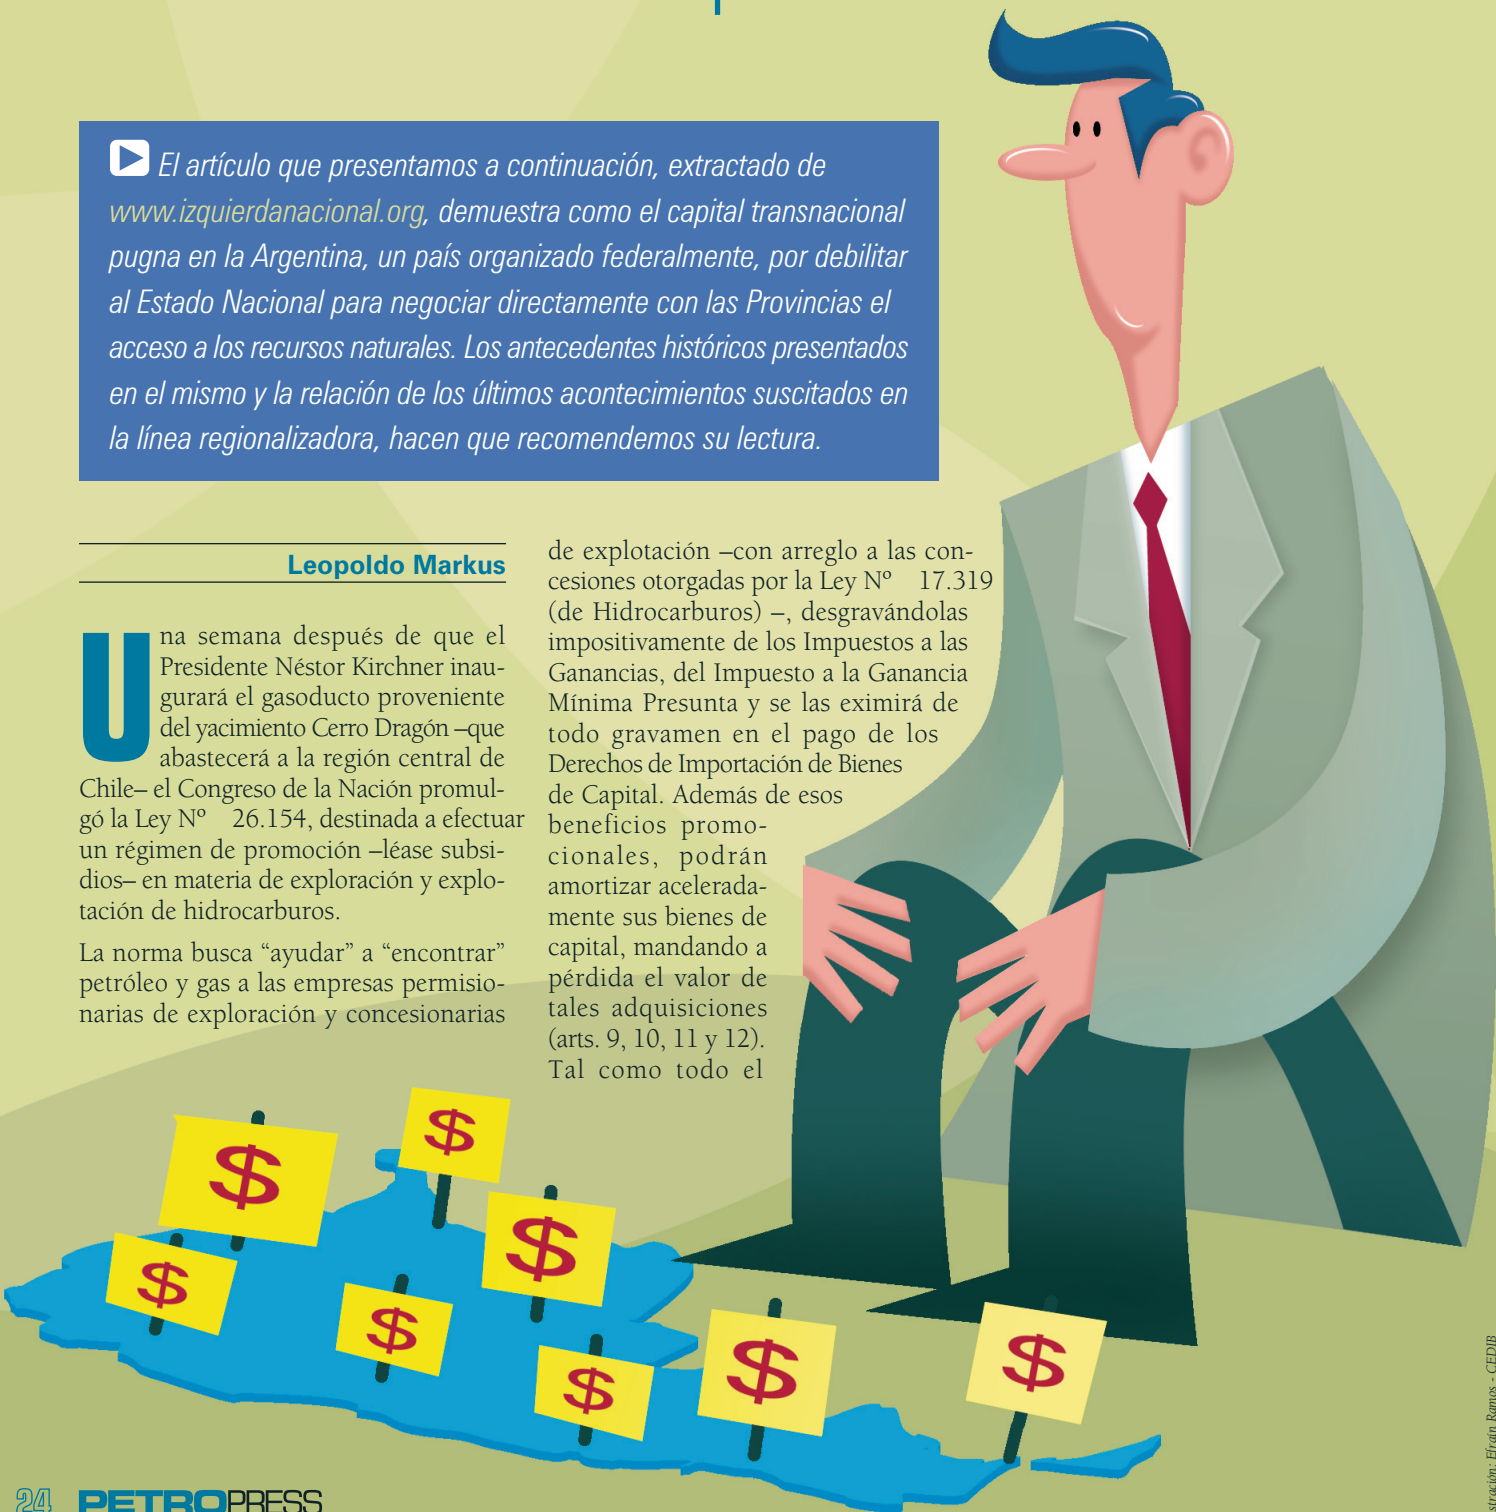 El artículo que presentamos a continuación, extractado de
www.izquierdanacional.org, demuestra como el capital transnacional
pugna en la Argentina, un país organizado federalmente, por debilitar
al Estado Nacional para negociar directamente con las Provincias el
acceso a los recursos naturales. Los antecedentes históricos presentados
en el mismo y la relación de los últimos acontecimientos suscitados en
la línea regionalizadora, hacen que recomendemos su lectura.
Leopoldo Markus
Una semana después de que el
Presidente Néstor Kirchner inau-
gurará el gasoducto proveniente
del yacimiento Cerro Dragón –que
abastecerá a la región central de
Chile– el Congreso de la Nación promul-
gó la Ley Nº 26.154, destinada a efectuar
un régimen de promoción –léase subsi-
dios– en materia de exploración y explo-
tación de hidrocarburos.
La norma busca “ayudar” a “encontrar”
petróleo y gas a las empresas permisio-
narias de exploración y concesionarias
de explotación –con arreglo a las con-
cesiones otorgadas por la Ley Nº 17.319
(de Hidrocarburos) –, desgravándolas
impositivamente de los Impuestos a las
Ganancias, del Impuesto a la Ganancia
Mínima Presunta y se las eximirá de
todo gravamen en el pago de los
Derechos de Importación de Bienes
de Capital. Además de esos
beneficios promo-
cionales, podrán
amortizar acelerada-
mente sus bienes de
capital, mandando a
pérdida el valor de
tales adquisiciones
(arts. 9, 10, 11 y 12).
Tal como todo el
$
$
$
$
$
$
$
$
Efraín Ramos - CEDIB
24 PETROPRESS